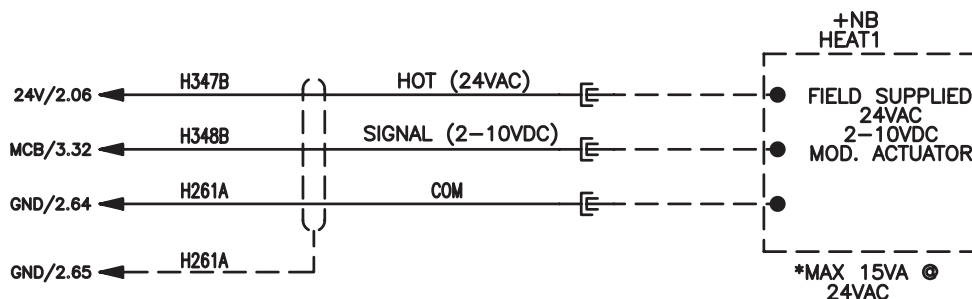 +NB
HEAT1
24V/2.06 H347B HOT (24VAC)
MCB/3.32 H348B SIGNAL (2-10VDC)
GND/2.64 H261A COM
GND/2.65 H261A
FIELD SUPPLIED
24VAC
2-10VDC
MOD. ACTUATOR
*MAX 15VA @
24VAC